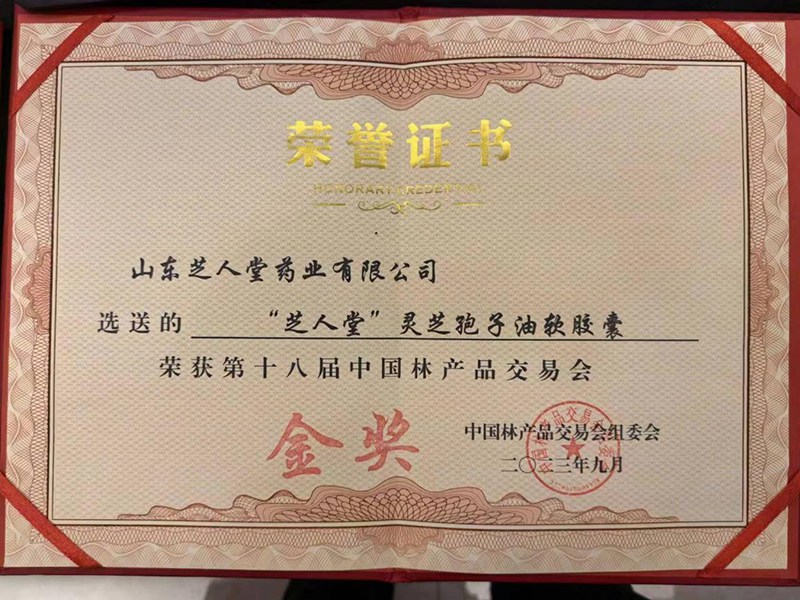 荣誉证书
HONORARY CREDENTIAL
山东芝人堂药业有限公司
选送的 “芝人堂”灵芝孢子油软胶囊
荣获第十八届中国林产品交易会
金奖
中国林产品交易会组委会
二〇二三年九月